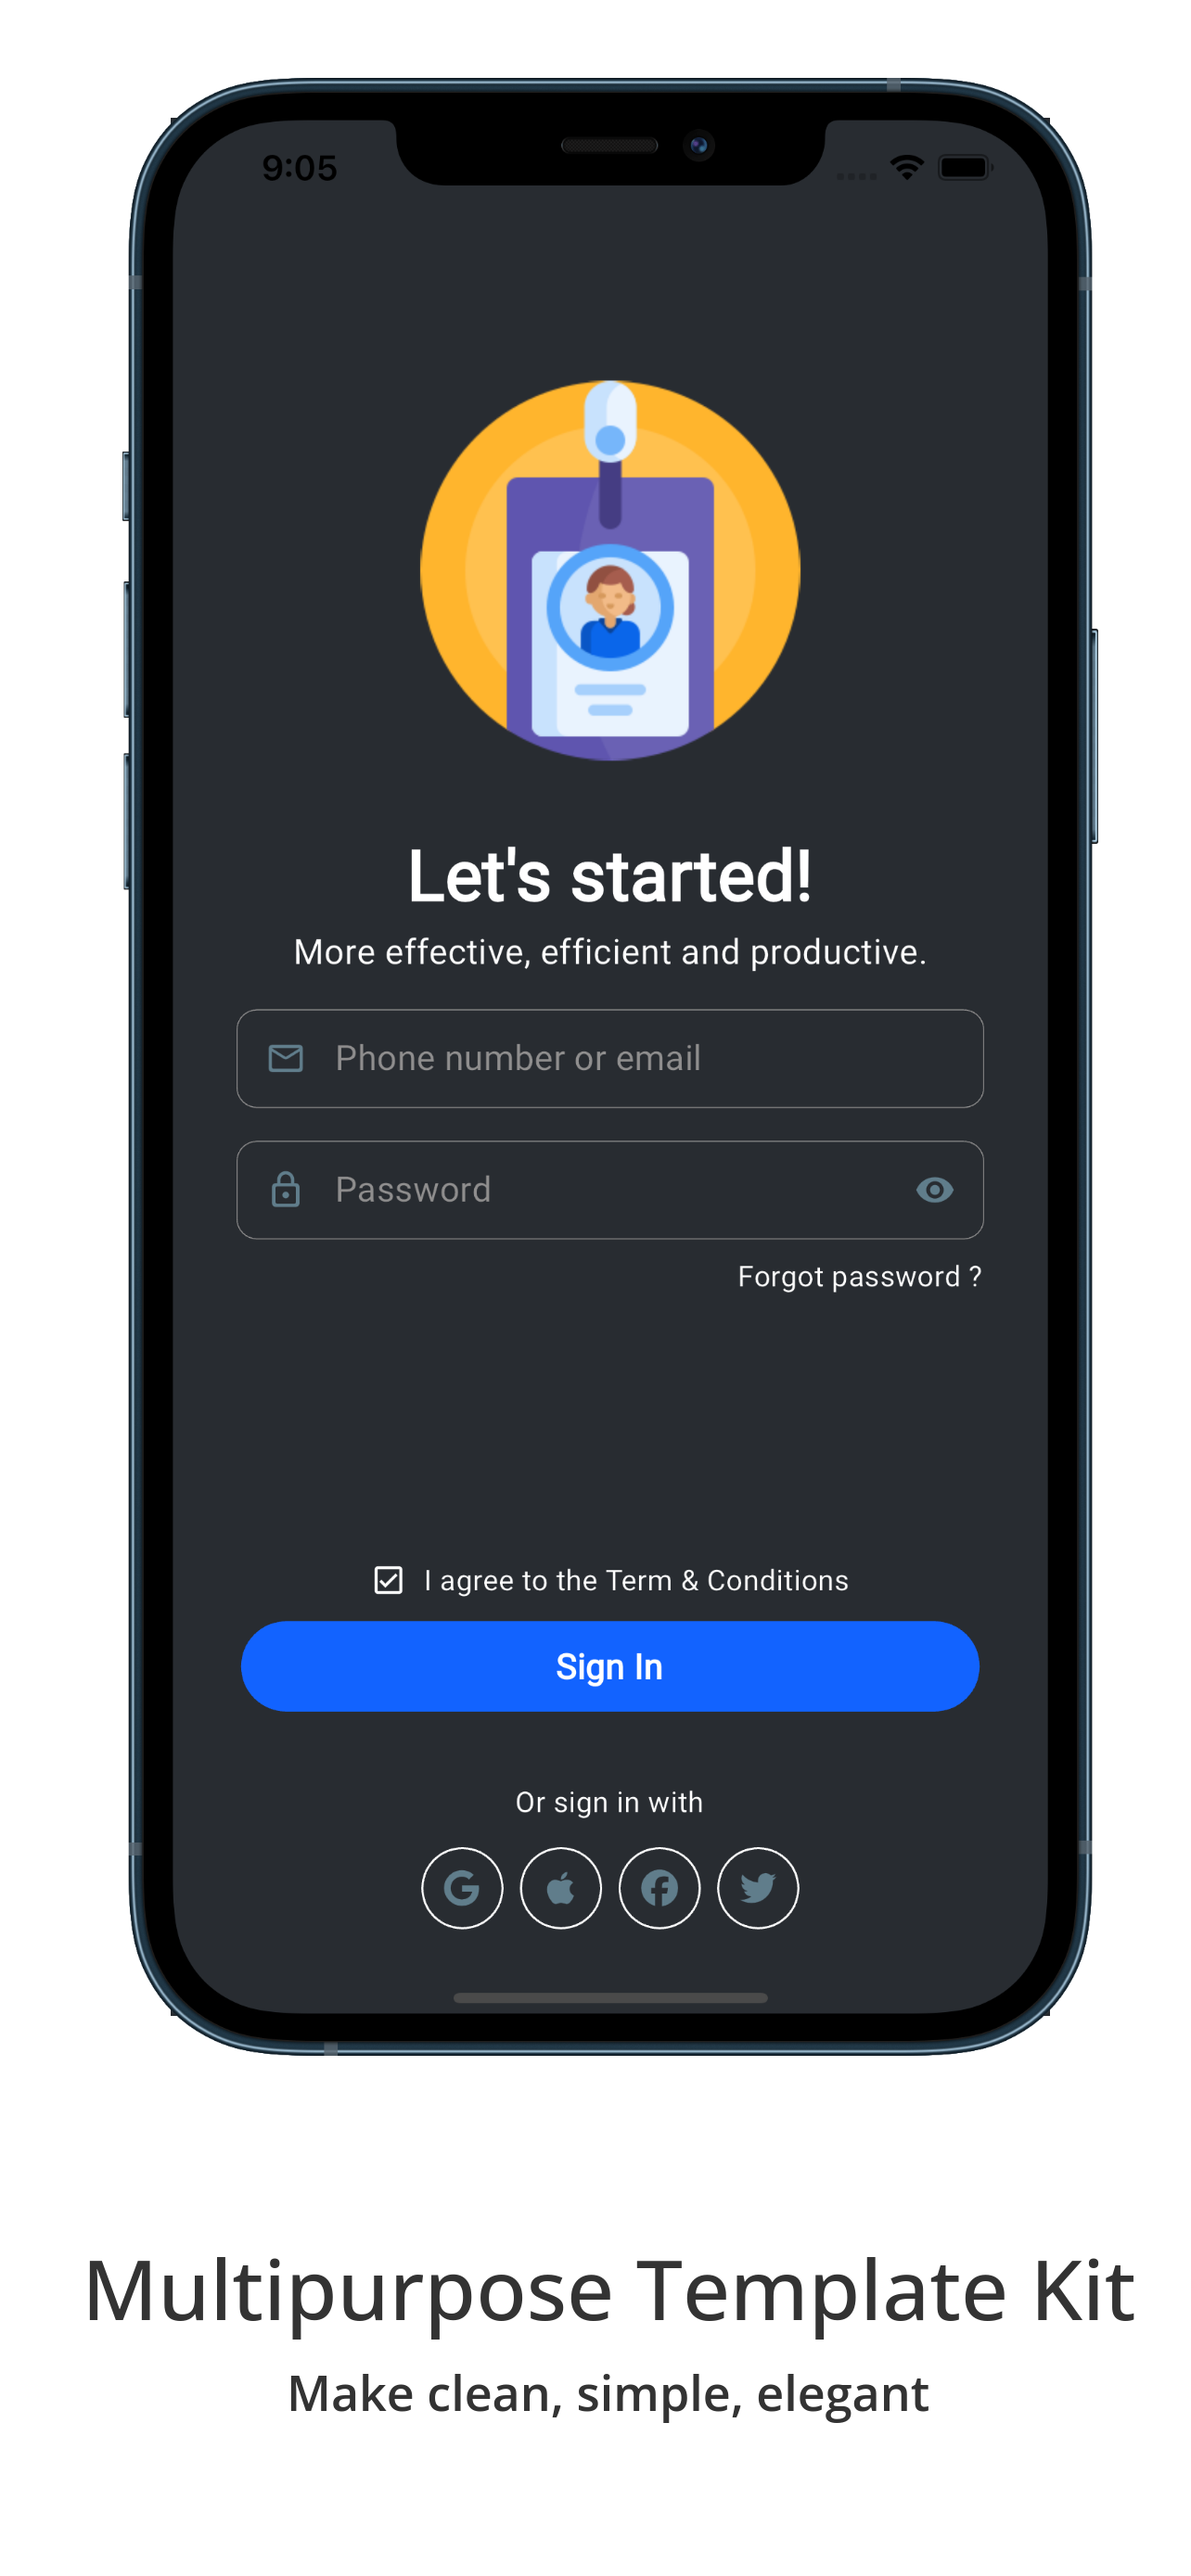 9:05
Let's started!
More effective, efficient and productive.
Phone number or email
Password
Forgot password ?
I agree to the Term & Conditions
Sign In
Or sign in with
Multipurpose Template Kit
Make clean, simple, elegant